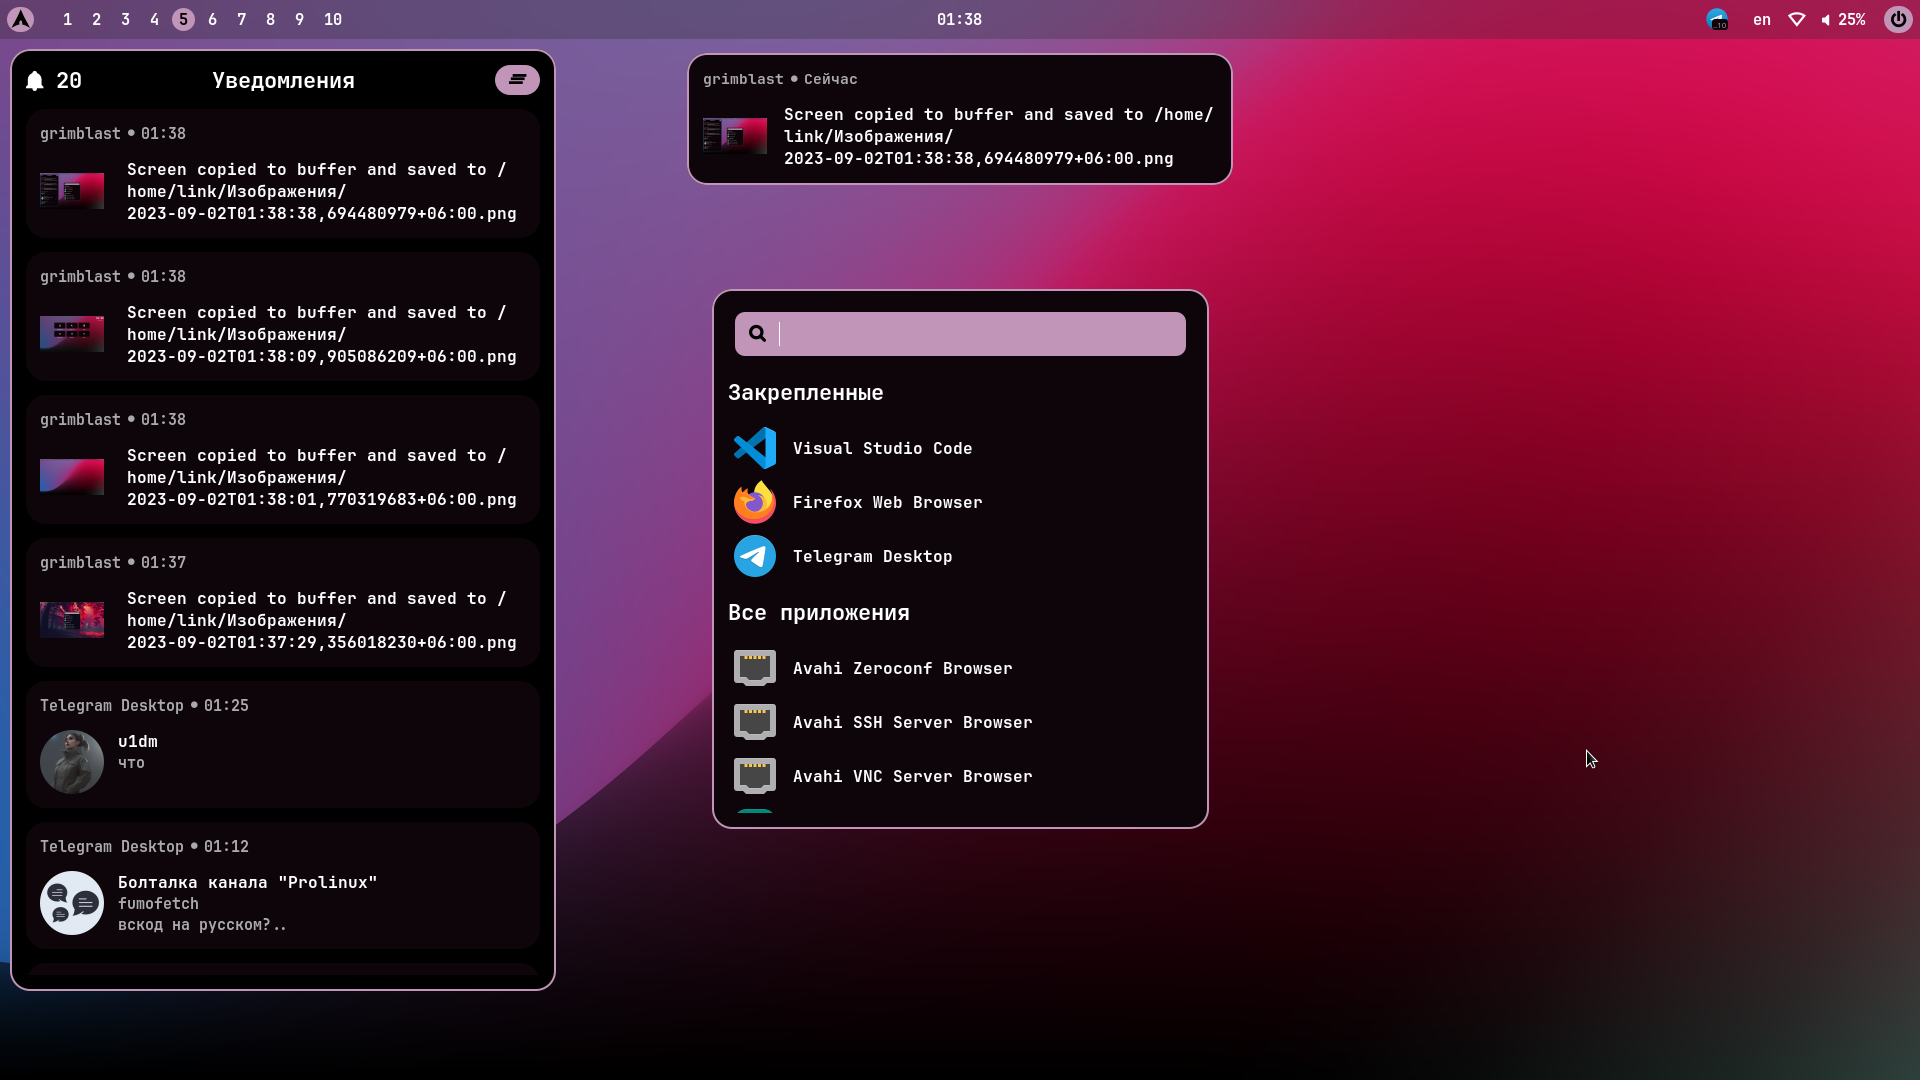 1 2 3 4 5 6 7 8 9 10
01:38
en
25%
20
Уведомления
grimblast • 01:38
Screen copied to buffer and saved to /
home/link/Изображения/
2023-09-02T01:38:38,694480979+06:00.png
grimblast • 01:38
Screen copied to buffer and saved to /
home/link/Изображения/
2023-09-02T01:38:09,905086209+06:00.png
grimblast • 01:38
Screen copied to buffer and saved to /
home/link/Изображения/
2023-09-02T01:38:01,770319683+06:00.png
grimblast • 01:37
Screen copied to buffer and saved to /
home/link/Изображения/
2023-09-02T01:37:29,356018230+06:00.png
Telegram Desktop • 01:25
u1dm
что
Telegram Desktop • 01:12
Болталка канала "Prolinux"
fumofetch
вскод на русском?..
grimblast • Сейчас
Screen copied to buffer and saved to /home/
link/Изображения/
2023-09-02T01:38:38,694480979+06:00.png
Закрепленные
Visual Studio Code
Firefox Web Browser
Telegram Desktop
Все приложения
Avahi Zeroconf Browser
Avahi SSH Server Browser
Avahi VNC Server Browser